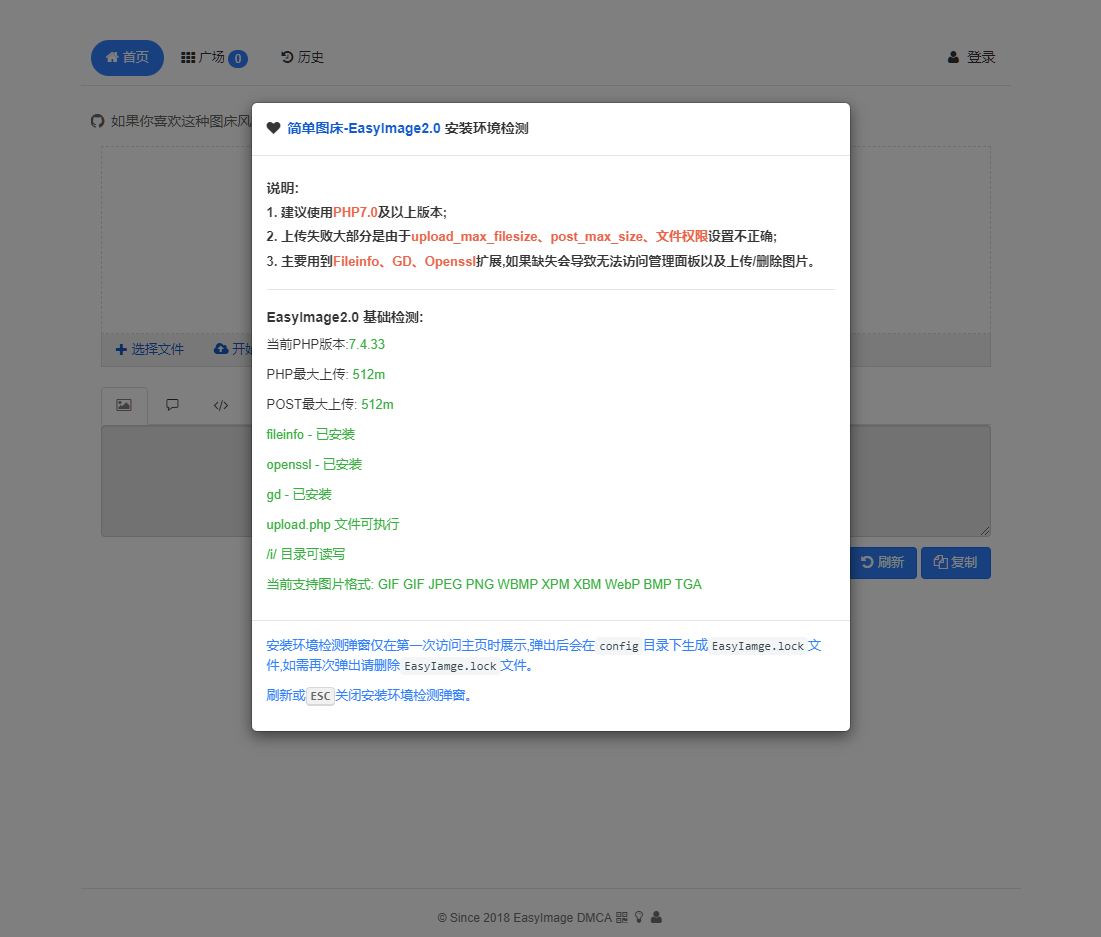 首页
广场 0
历史
登录
如果你喜欢这种图床风
简单图床-EasyImage2.0 安装环境检测
说明:
1. 建议使用PHP7.0及以上版本;
2. 上传失败大部分是由于upload_max_filesize、post_max_size、文件权限设置不正确;
3. 主要用到Fileinfo、GD、Openssl扩展,如果缺失会导致无法访问管理面板以及上传/删除图片。
EasyImage2.0 基础检测:
当前PHP版本:7.4.33
PHP最大上传: 512m
POST最大上传: 512m
fileinfo - 已安装
openssl - 已安装
gd - 已安装
upload.php 文件可执行
/i/ 目录可读写
当前支持图片格式: GIF GIF JPEG PNG WBMP XPM XBM WebP BMP TGA
安装环境检测弹窗仅在第一次访问主页时展示,弹出后会在 config 目录下生成 EasyIamge.lock 文
件,如需再次弹出请删除 EasyIamge.lock 文件。
刷新或 ESC 关闭安装环境检测弹窗。
选择文件
开始
刷新
复制
© Since 2018 EasyImage DMCA